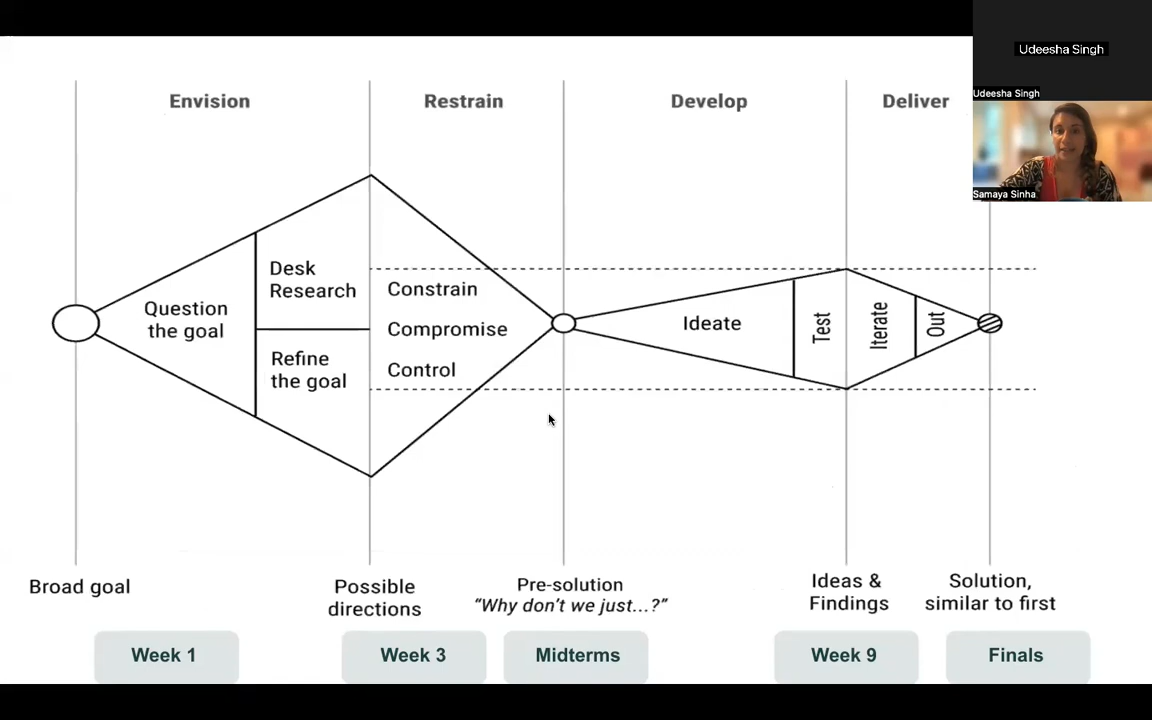 Udeesha Singh
Udeesha Singh
Samaya Sinha
Envision
Restrain
Develop
Deliver
Question
the goal
Desk
Research
Refine
the goal
Constrain
Compromise
Control
Ideate
Test
Iterate
Out
Broad goal
Possible
directions
Pre-solution
“Why don’t we just...?”
Ideas &
Findings
Solution,
similar to first
Week 1
Week 3
Midterms
Week 9
Finals